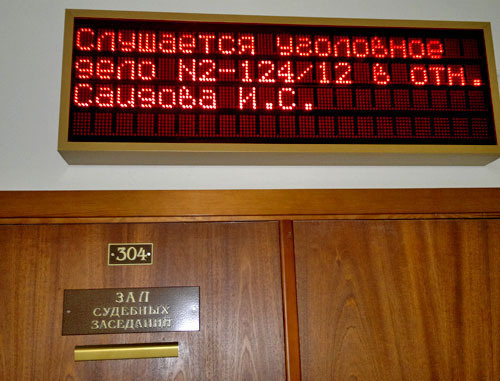 Слушается уголовное
дело N2-124/12 в отн.
Саидова И.С.
304
ЗАЛ
СУДЕБНЫХ
ЗАСЕДАНИЙ